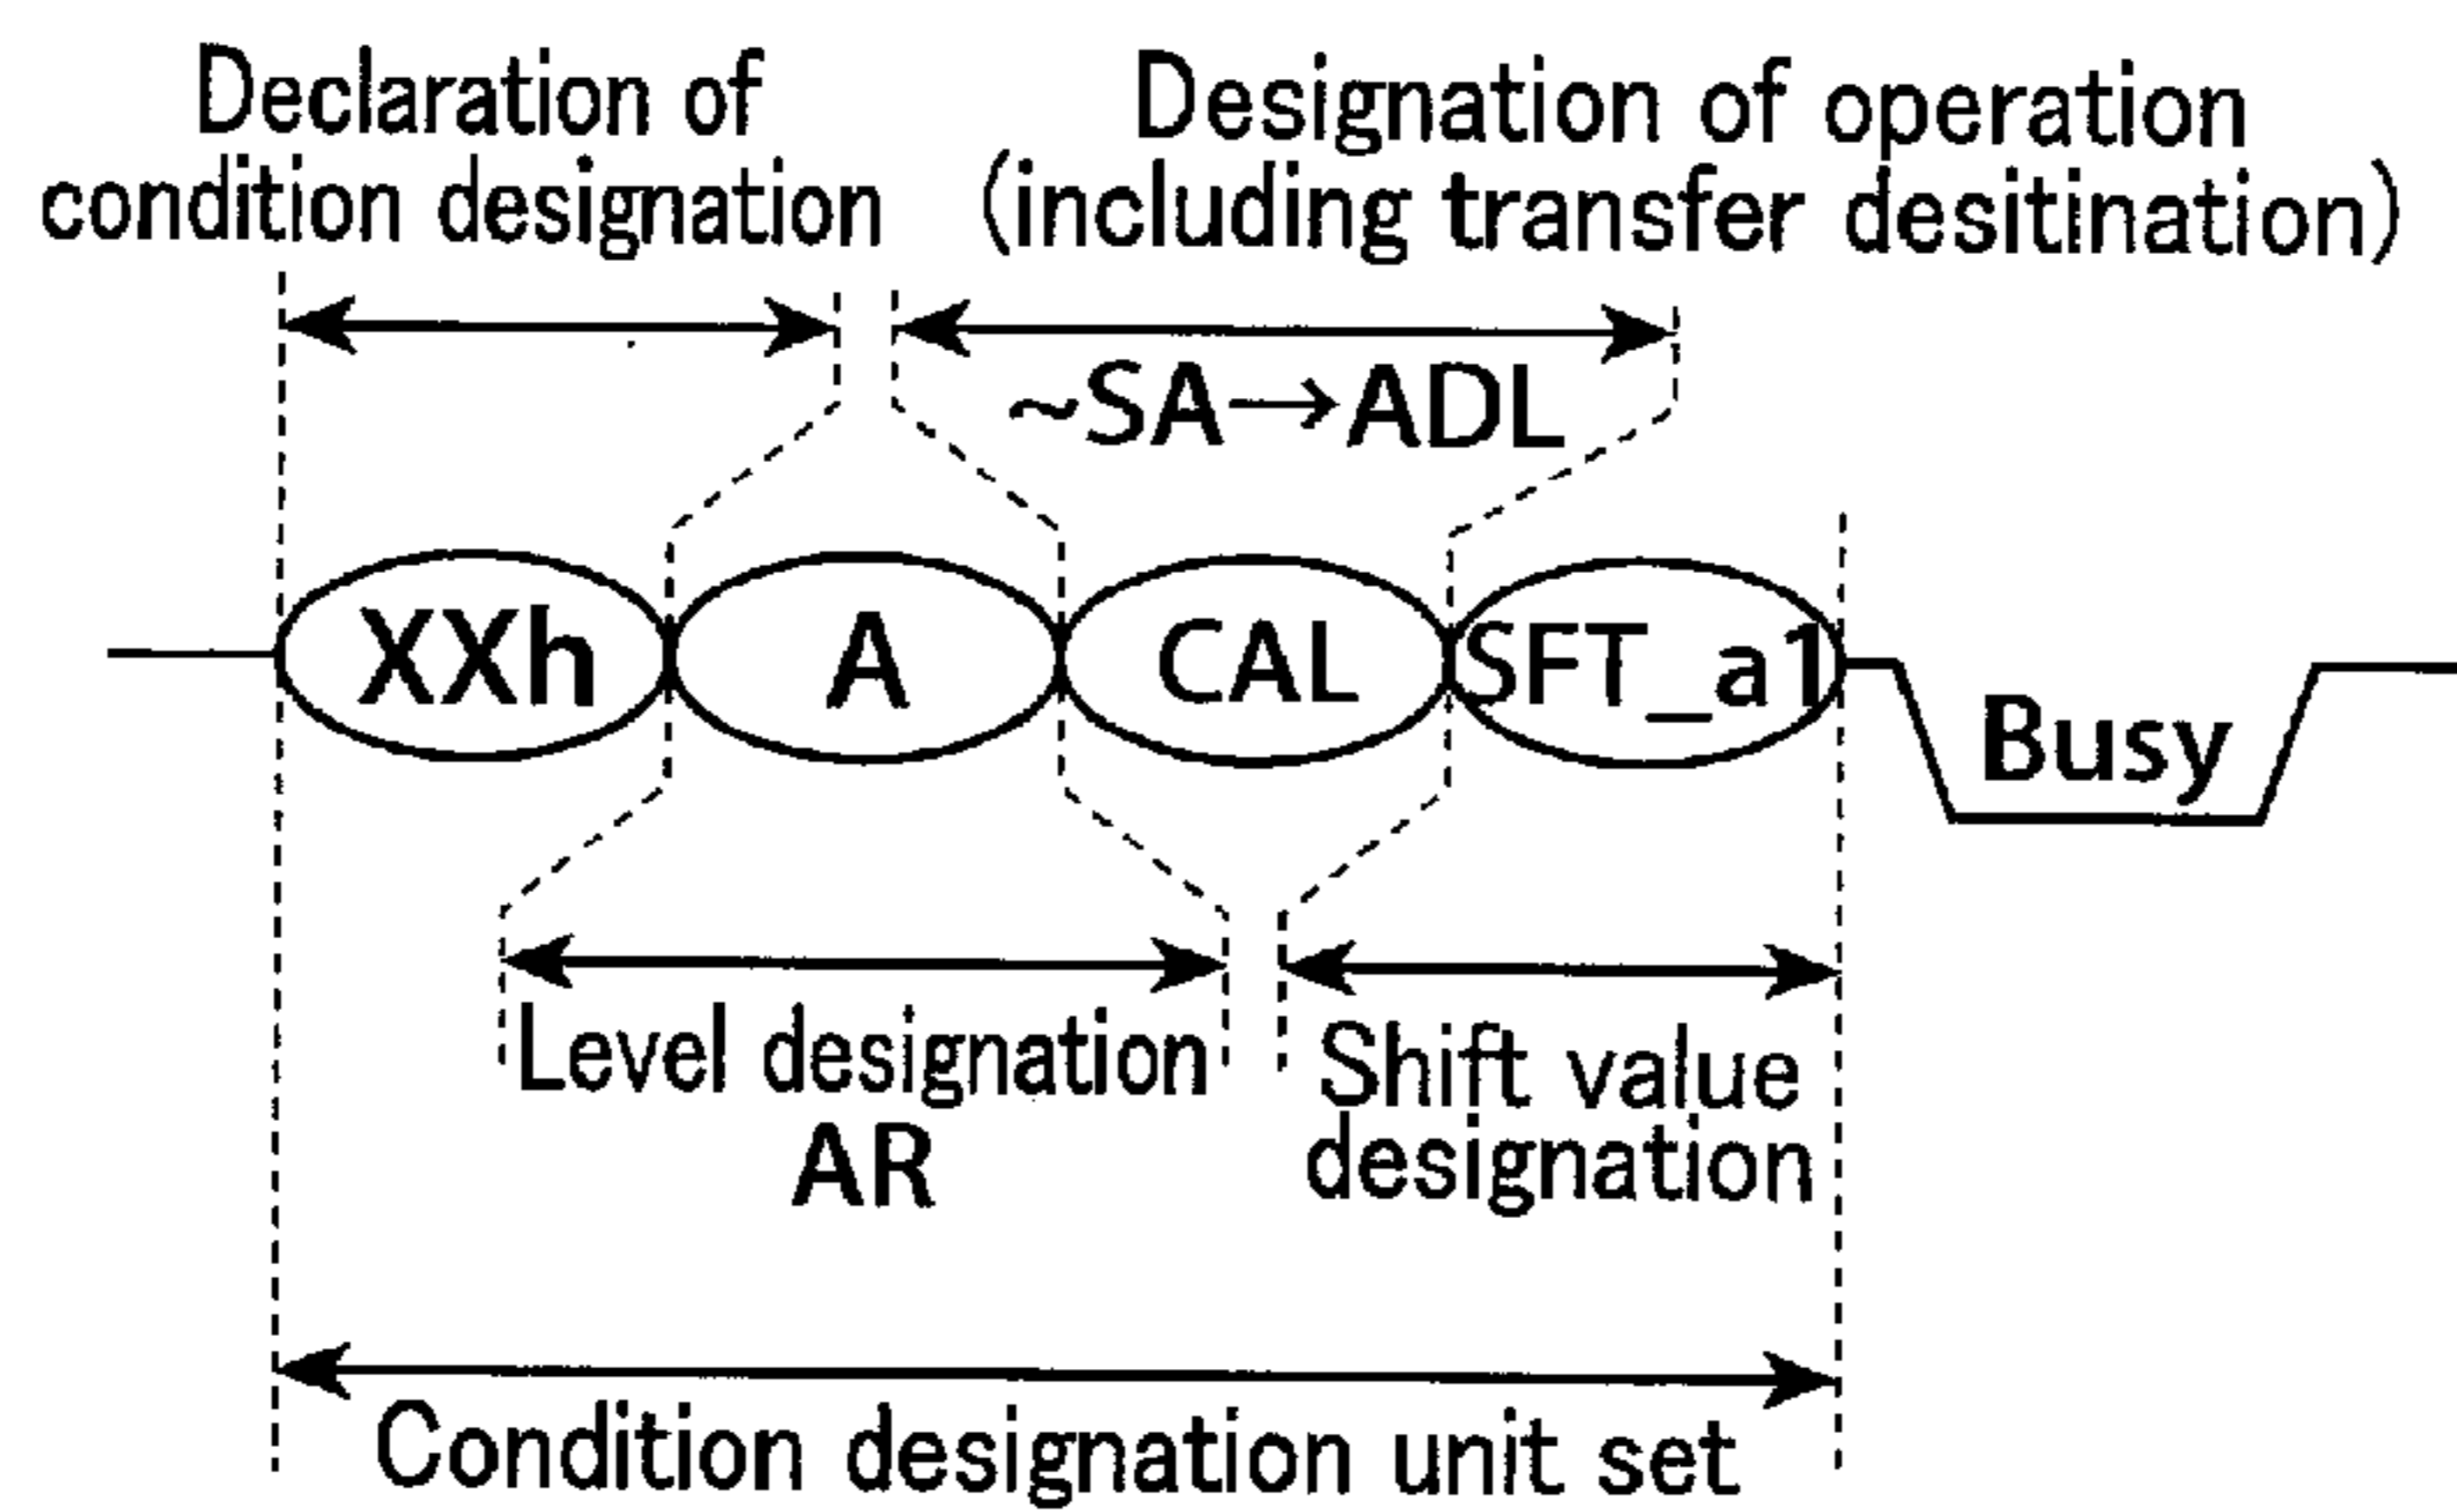 Declaration of
condition designation
Designation of operation
(including transfer desitination)
~SA→ADL
XXh
A
CAL
SFT_a1
Busy
Level designation
AR
Shift value
designation
Condition designation unit set